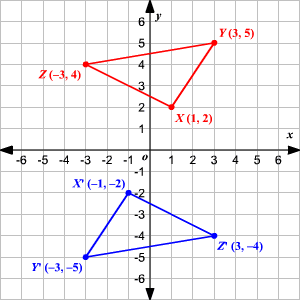 6
y
Y (3, 5)
5
Z (–3, 4)
4
3
2
X (1, 2)
1
x
-6 -5 -4 -3 -2 -1 o 1 2 3 4 5 6
-1
X' (–1, –2)
-2
-3
-4
Z' (3, –4)
Y' (–3, –5)
-5
-6